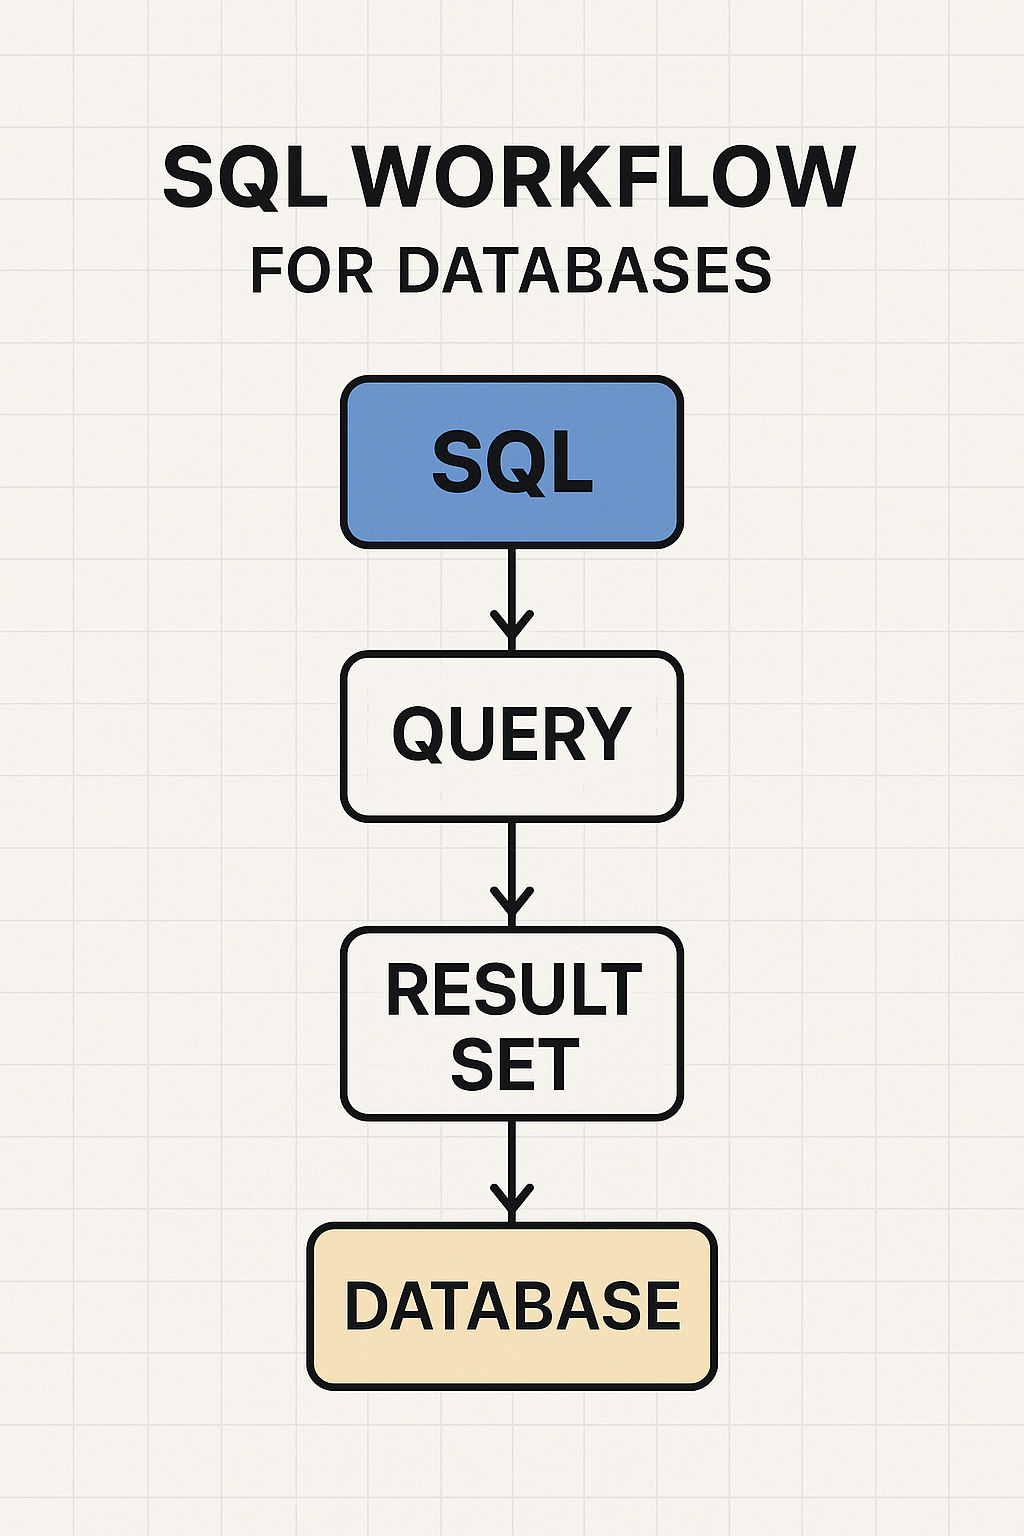 SQL WORKFLOW
FOR DATABASES
SQL
QUERY
RESULT
SET
DATABASE